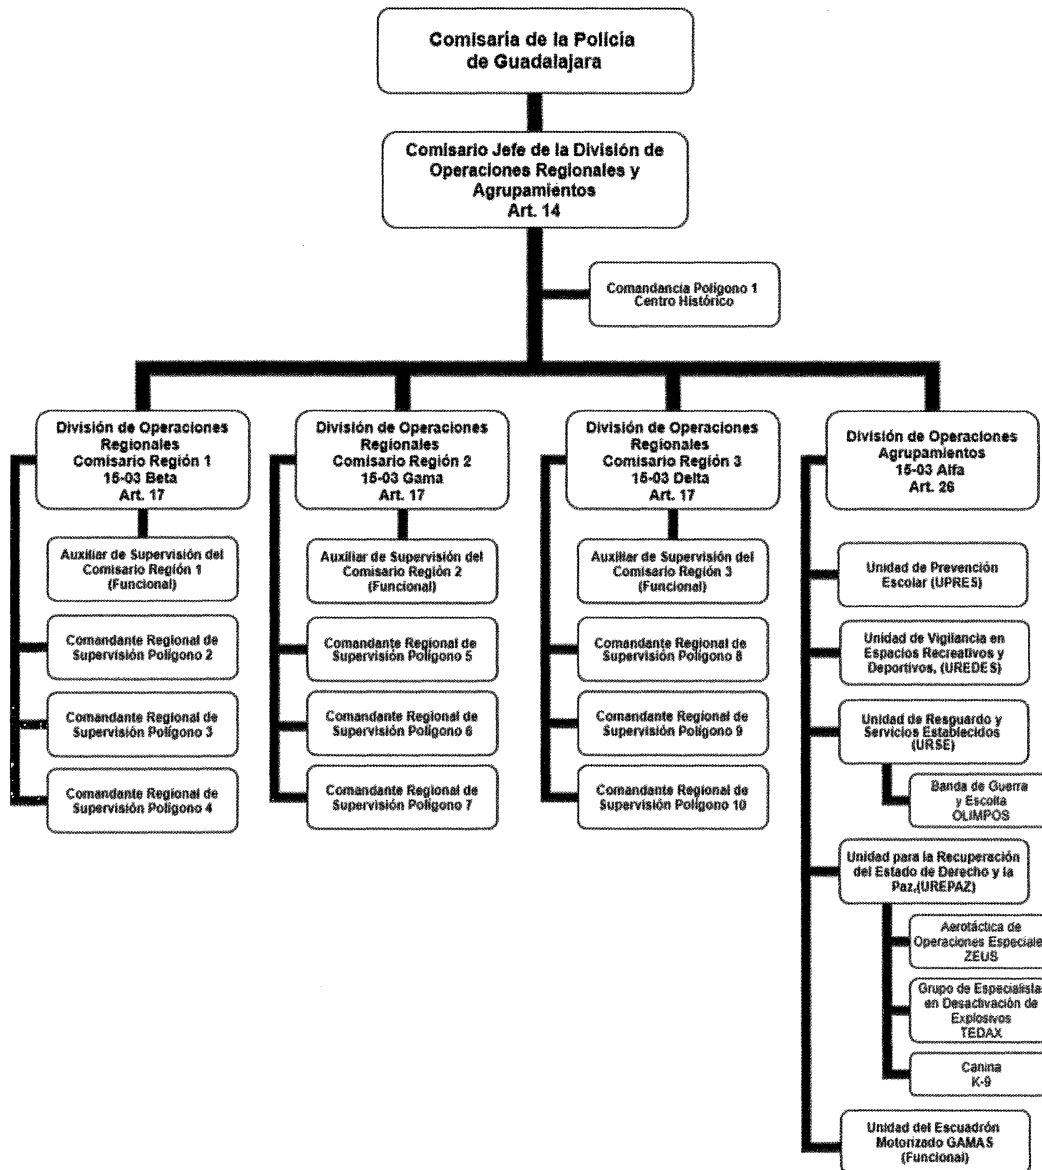 Comisaría de la Policía
de Guadalajara
Comisario Jefe de la División de
Operaciones Regionales y
Agrupamientos
Art. 14
Comandancia Polígono 1
Centro Histórico
División de Operaciones
Regionales
Comisario Región 1
15-03 Beta
Art. 17
Auxiliar de Supervisión del
Comisario Región 1
(Funcional)
Comandante Regional de
Supervisión Polígono 2
Comandante Regional de
Supervisión Polígono 3
Comandante Regional de
Supervisión Polígono 4
División de Operaciones
Regionales
Comisario Región 2
15-03 Gama
Art. 17
Auxiliar de Supervisión del
Comisario Región 2
(Funcional)
Comandante Regional de
Supervisión Polígono 5
Comandante Regional de
Supervisión Polígono 6
Comandante Regional de
Supervisión Polígono 7
División de Operaciones
Regionales
Comisario Región 3
15-03 Delta
Art. 17
Auxiliar de Supervisión del
Comisario Región 3
(Funcional)
Comandante Regional de
Supervisión Polígono 8
Comandante Regional de
Supervisión Polígono 9
Comandante Regional de
Supervisión Polígono 10
División de Operaciones
Agrupamientos
15-03 Alfa
Art. 26
Unidad de Prevención
Escolar (UPRES)
Unidad de Vigilancia en
Espacios Recreativos y
Deportivos, (UREDES)
Unidad de Resguardo y
Servicios Establecidos
(URSE)
Banda de Guerra
y Escolta
OLIMPOS
Unidad para la Recuperación
del Estado de Derecho y la
Paz,(UREPAZ)
Aerotáctica de
Operaciones Especiale
ZEUS
Grupo de Especialistas
en Desactivación de
Explosivos
TEDAX
Canina
K-9
Unidad del Escuadrón
Motorizado GAMAS
(Funcional)